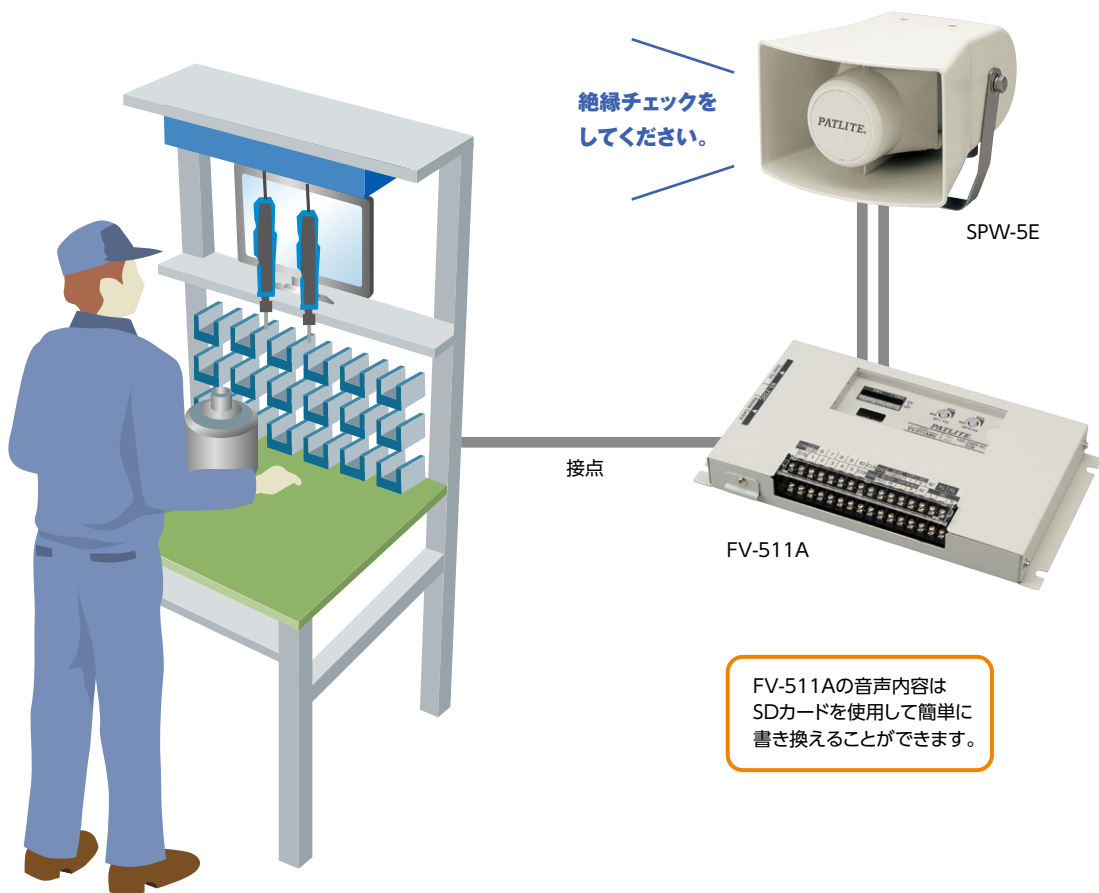 絶縁チェックを
してください。
PATLITE
SPW-5E
接点
PATLITE
FV-511A
FV-511Aの音声内容は
SDカードを使用して簡単に
書き換えることができます。